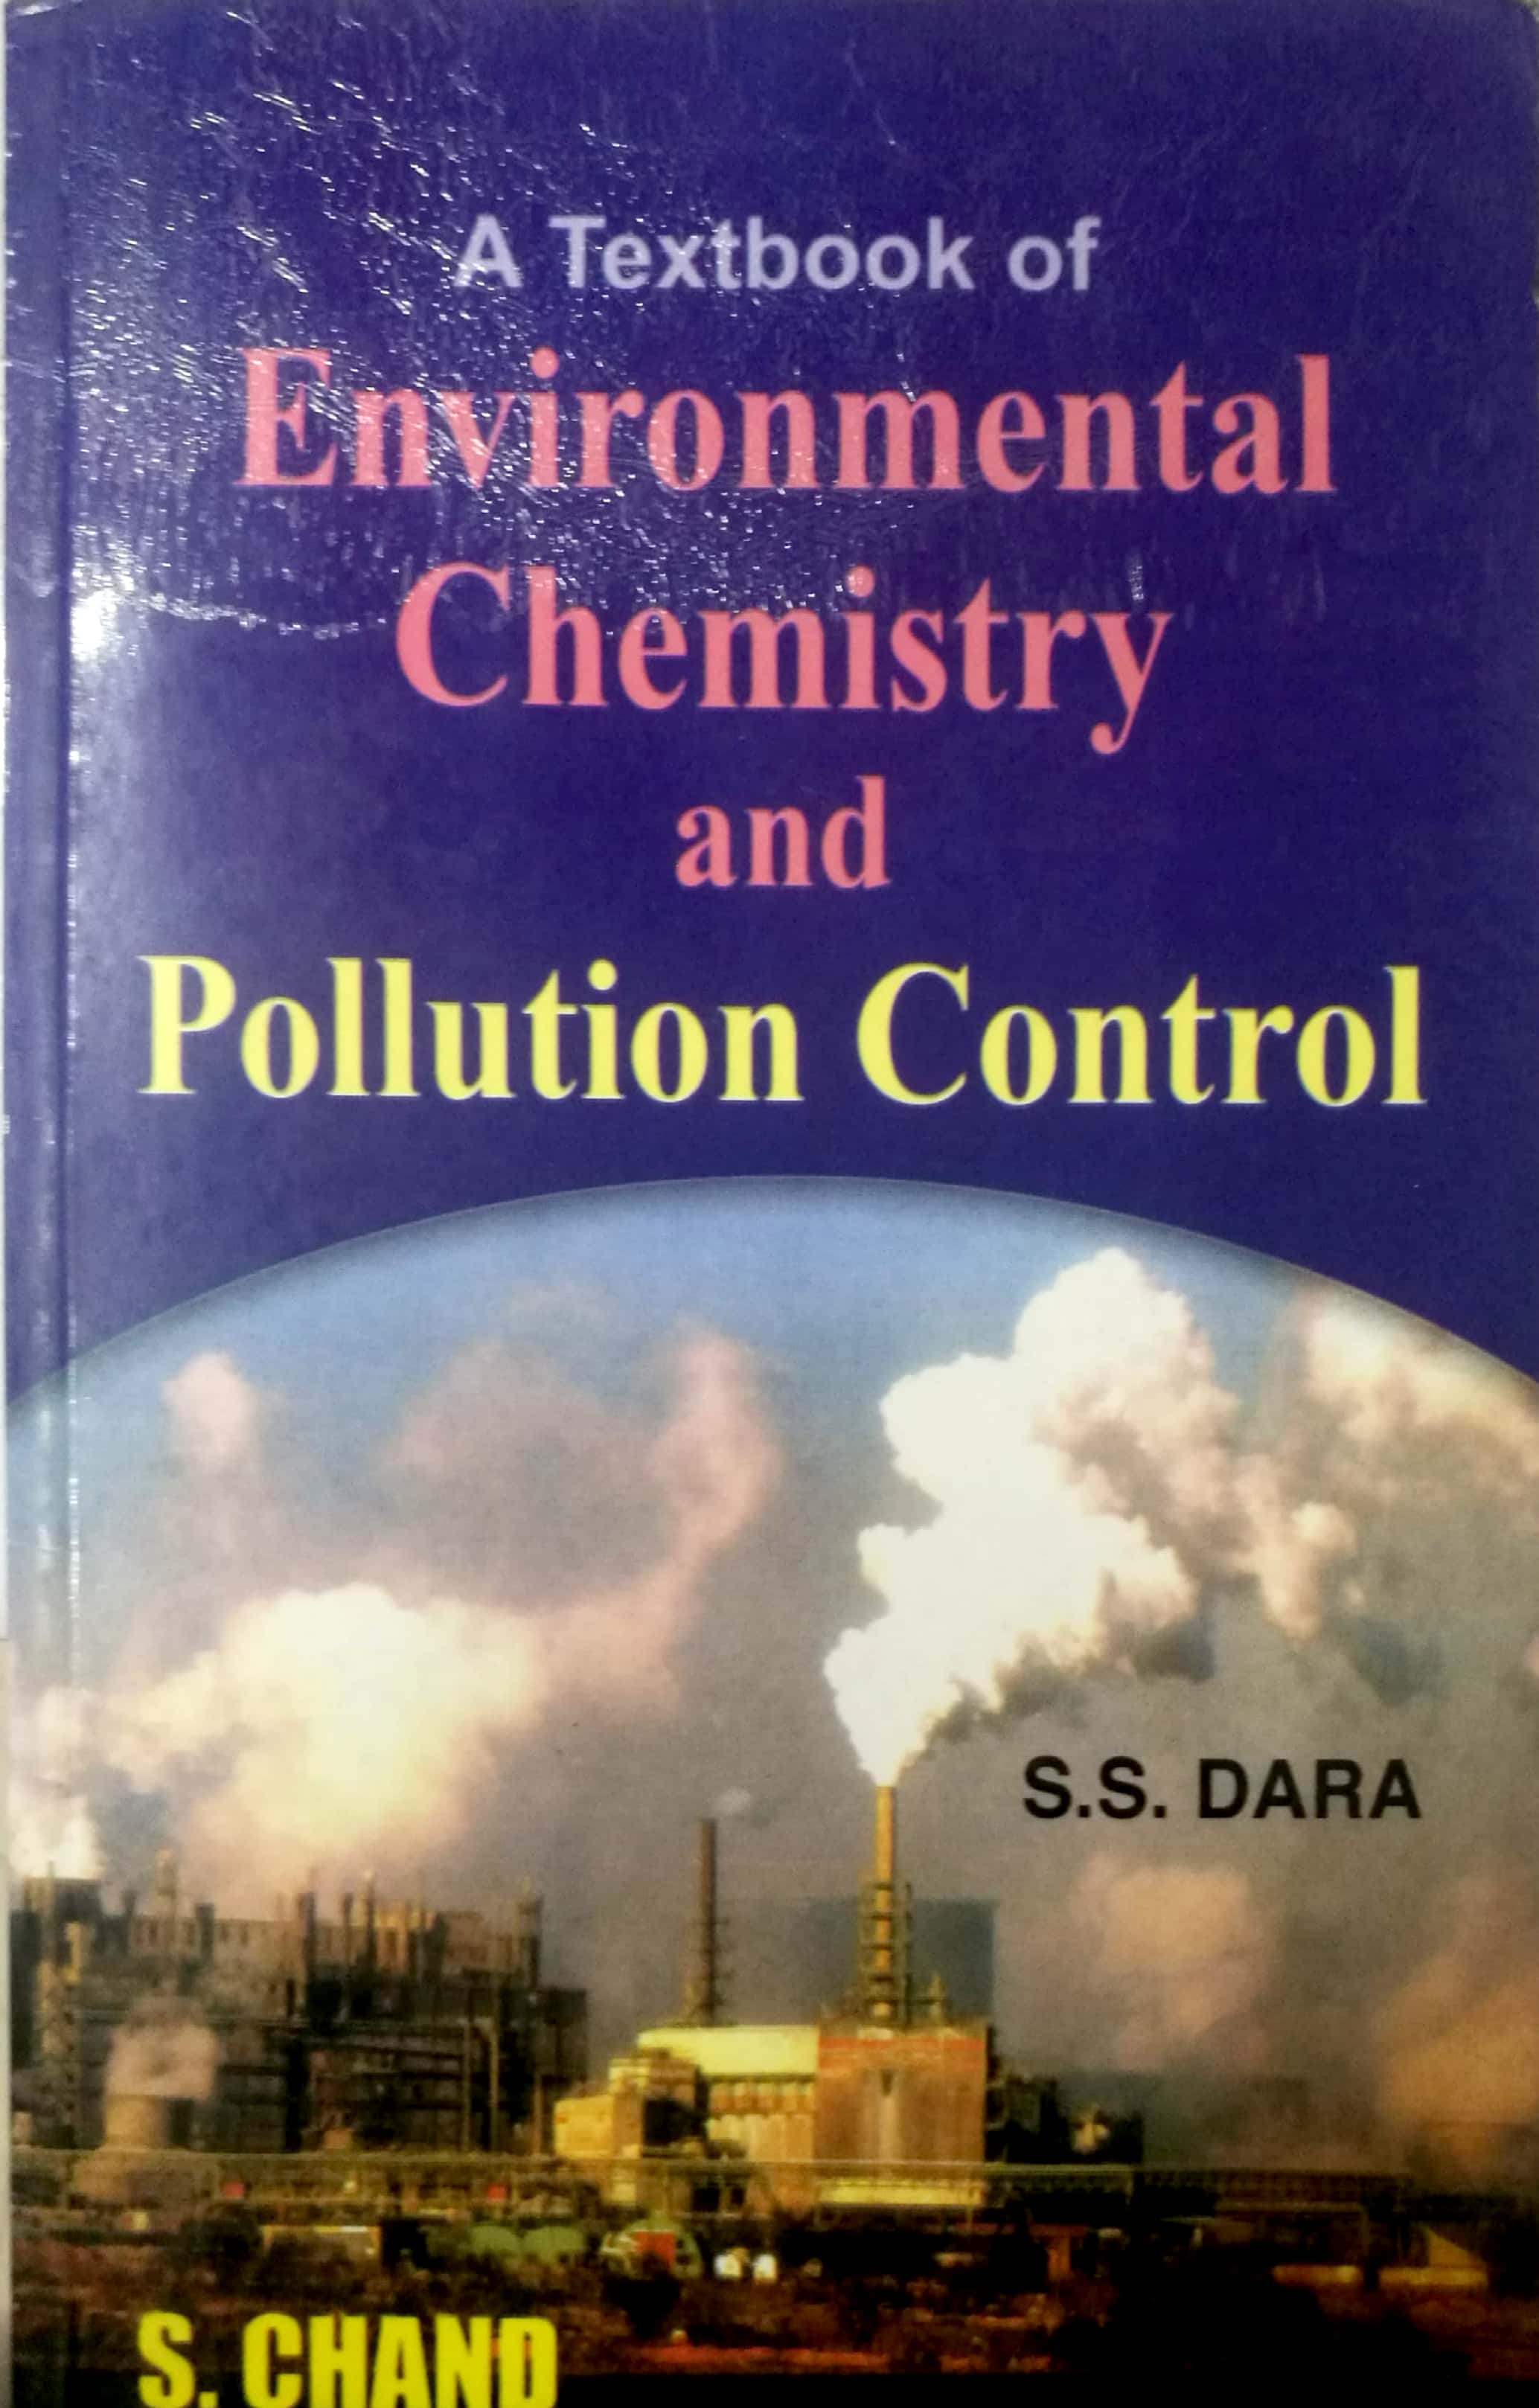 A Textbook of
Environmental
Chemistry
and
Pollution Control
S.S. DARA
S. CHAND